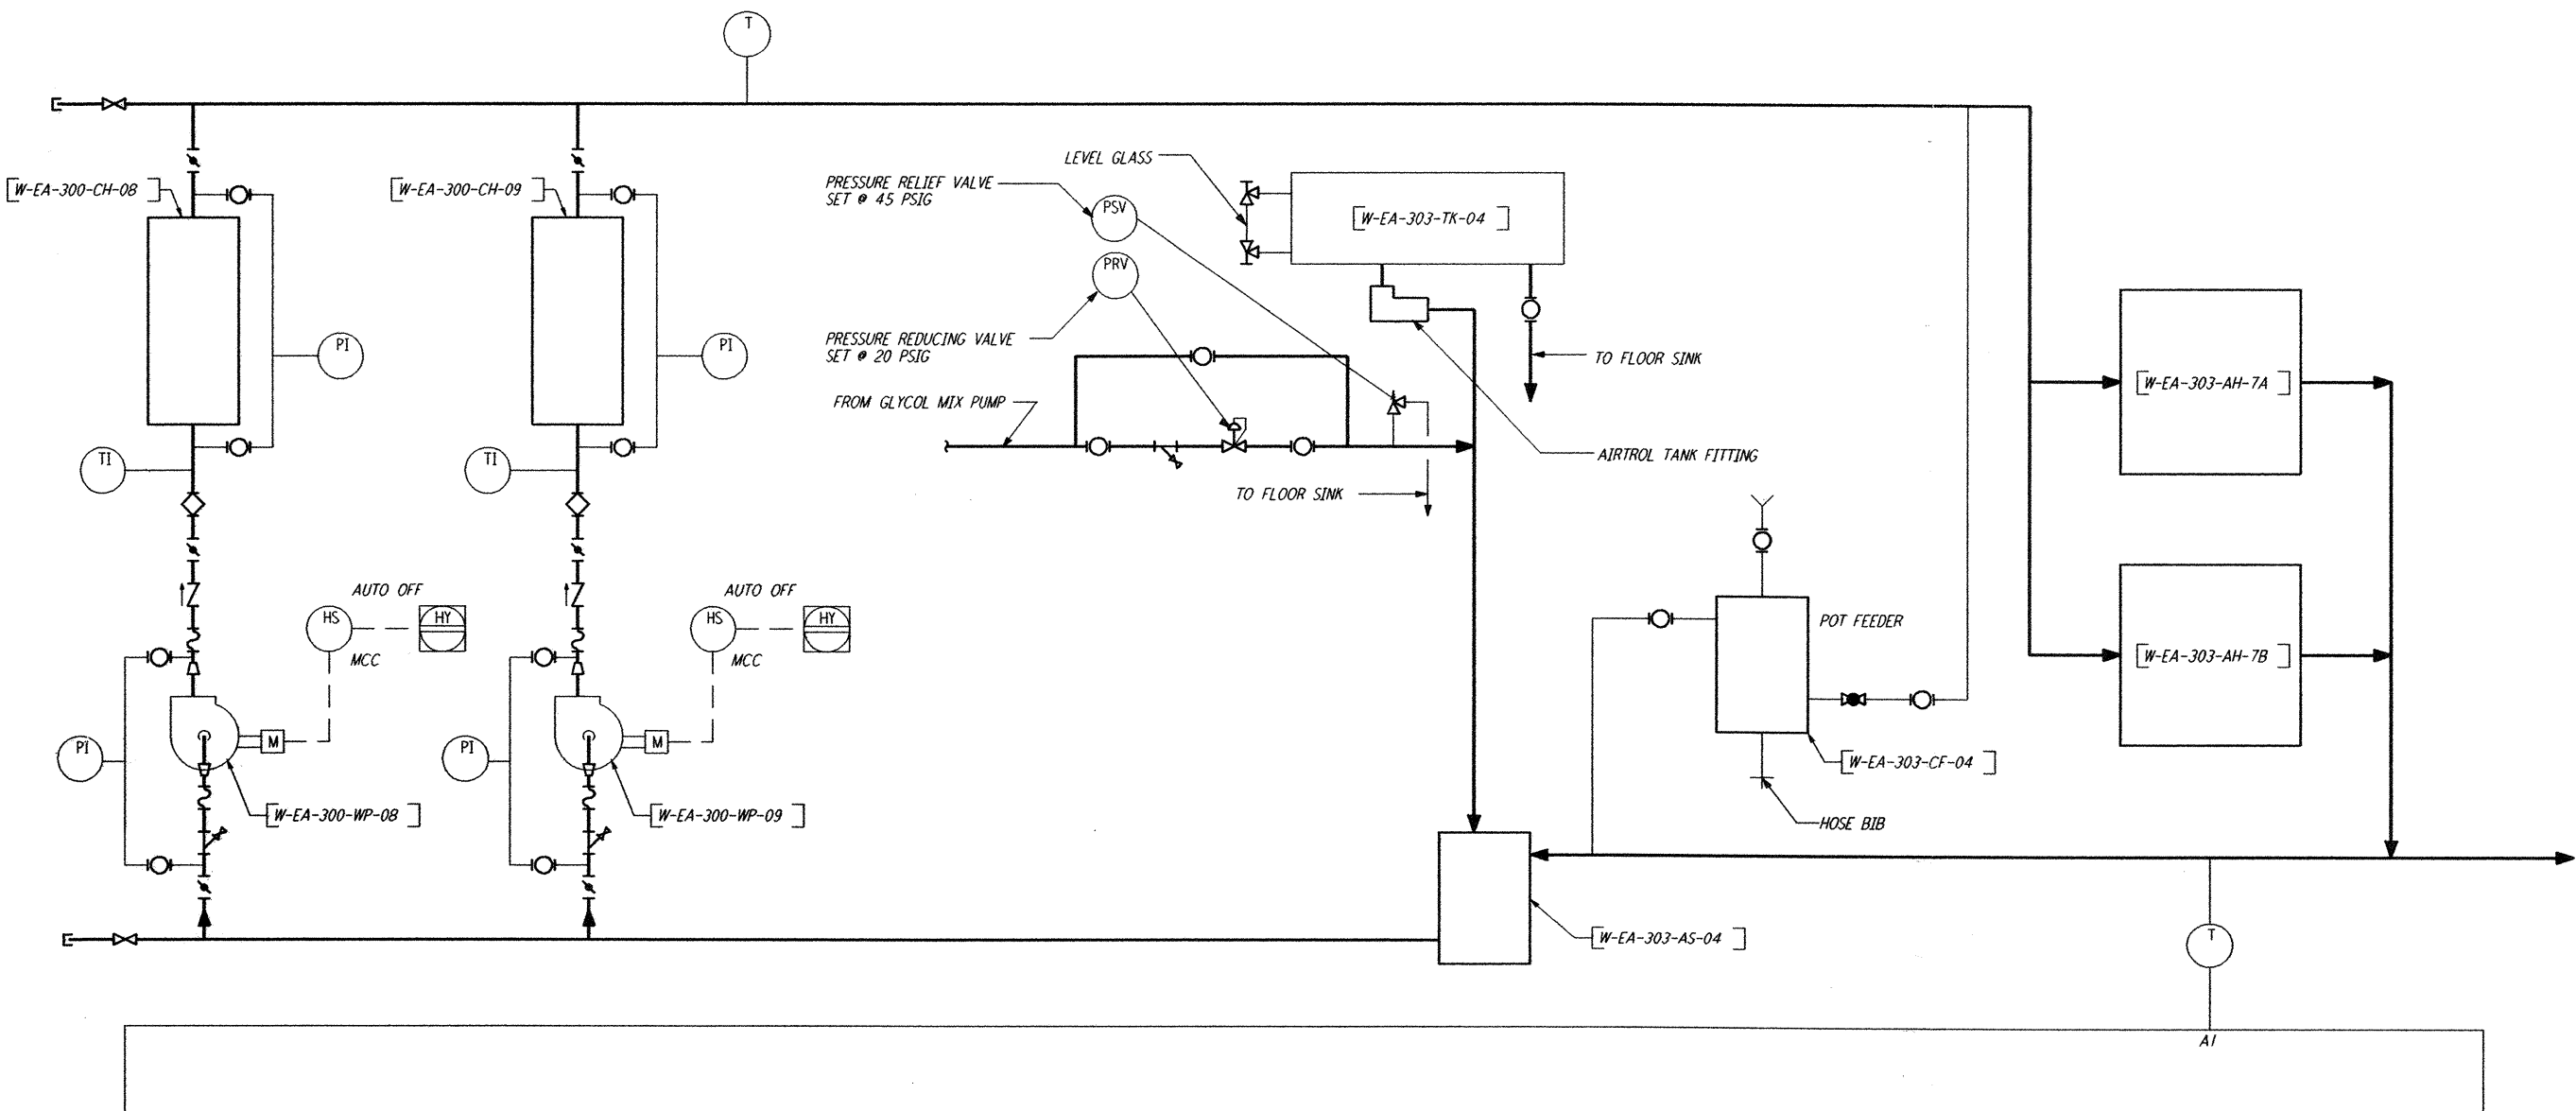 T
[W-EA-300-CH-08]
[W-EA-300-CH-09]
LEVEL GLASS
PRESSURE RELIEF VALVE
SET @ 45 PSIG
PSV
[W-EA-303-TK-04]
PRV
PRESSURE REDUCING VALVE
SET @ 20 PSIG
PI
PI
TO FLOOR SINK
[W-EA-303-AH-7A]
FROM GLYCOL MIX PUMP
AIRTROL TANK FITTING
TI
TI
TO FLOOR SINK
AUTO OFF
AUTO OFF
HS
HY
HS
HY
MCC
MCC
POT FEEDER
[W-EA-303-AH-7B]
M
M
PI
PI
[W-EA-303-CF-04]
[W-EA-300-WP-08]
[W-EA-300-WP-09]
HOSE BIB
[W-EA-303-AS-04]
T
AI